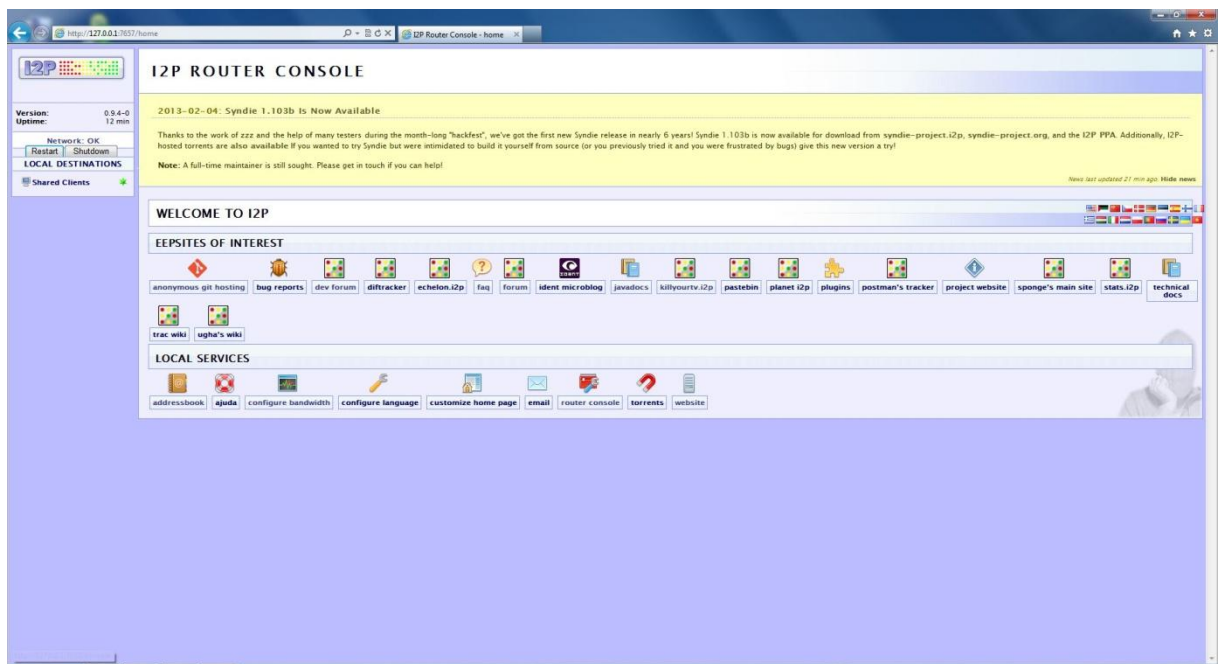 http://127.0.0.1:7657/home
I2P Router Console - home
I2P
I2P ROUTER CONSOLE
Version: 0.9.4-0
Uptime: 12 min
Network: OK
Restart Shutdown
LOCAL DESTINATIONS
Shared Clients
2013-02-04: Syndie 1.103b Is Now Available
Thanks to the work of zzz and the help of many testers during the month-long "hackfest", we've got the first new Syndie release in nearly 6 years! Syndie 1.103b is now available for download from syndie-project.i2p, syndie-project.org, and the I2P PPA. Additionally, I2P-
hosted torrents are also available If you wanted to try Syndie but were intimidated to build it yourself from source (or you previously tried it and you were frustrated by bugs) give this new version a try!
Note: A full-time maintainer is still sought. Please get in touch if you can help!
News last updated 21 min ago. Hide news
WELCOME TO I2P
EEPSITES OF INTEREST
anonymous git hosting bug reports dev forum diftracker echelon.i2p faq forum ident microblog javadocs killyourtv.i2p pastebin planet i2p plugins postman's tracker project website sponge's main site stats.i2p technical
docs
trac wiki ugha's wiki
LOCAL SERVICES
addressbook ajuda configure bandwidth configure language customize home page email router console torrents website